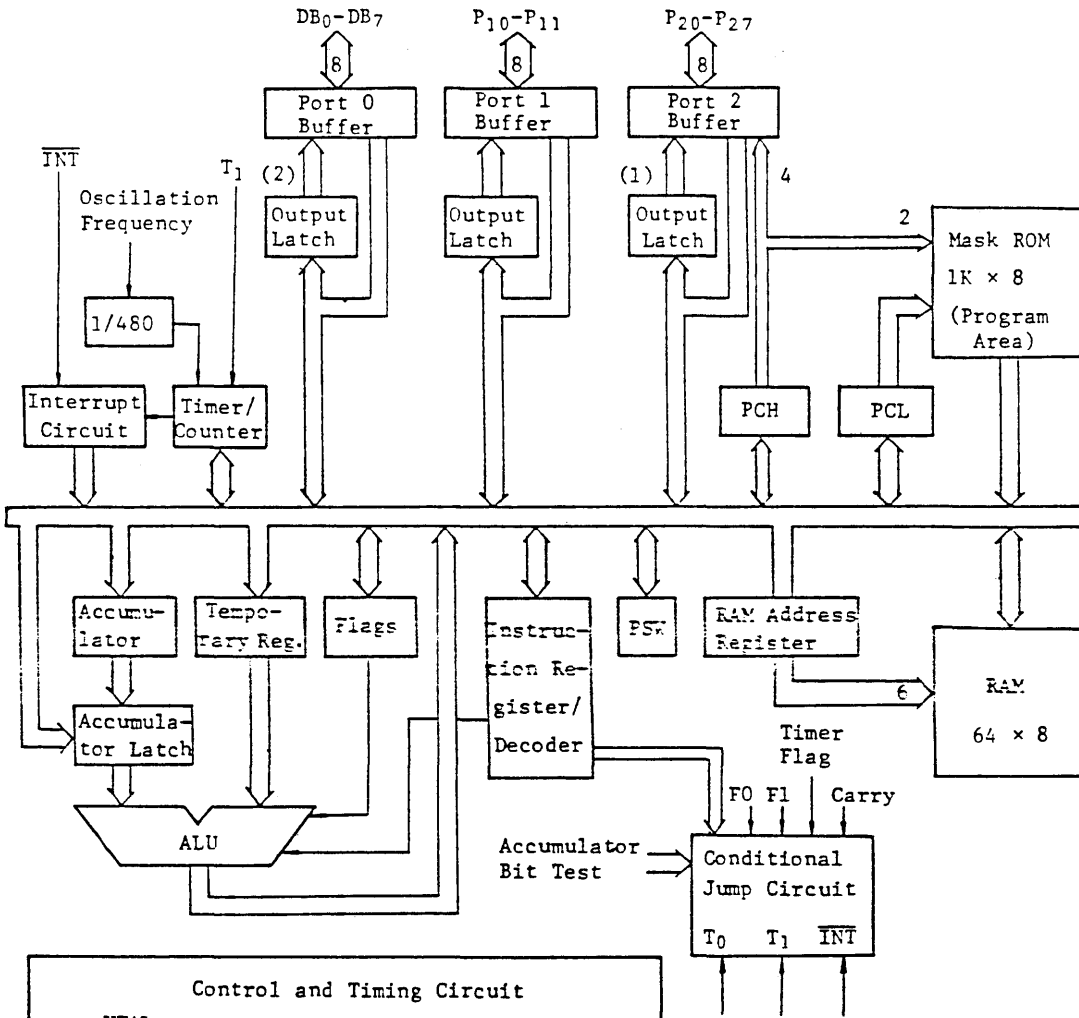 DB0-DB7
P10-P11
P20-P27
8
8
8
Port 0
Buffer
Port 1
Buffer
Port 2
Buffer
INT
T1
(2)
(1)
4
Oscillation
Frequency
Output
Latch
Output
Latch
Output
Latch
2
Mask ROM
1K × 8
(Program
Area)
1/480
Interrupt
Circuit
Timer/
Counter
PCH
PCL
Accumu-
lator
Tempo-
rary Reg.
Flags
Instruc-
tion Re-
gister/
Decoder
PSW
RAM Address
Register
6
RAM
64 × 8
Accumula-
tor Latch
Timer
Flag
F0 F1 Carry
ALU
Accumulator
Bit Test
Conditional
Jump Circuit
T0 T1 INT
Control and Timing Circuit